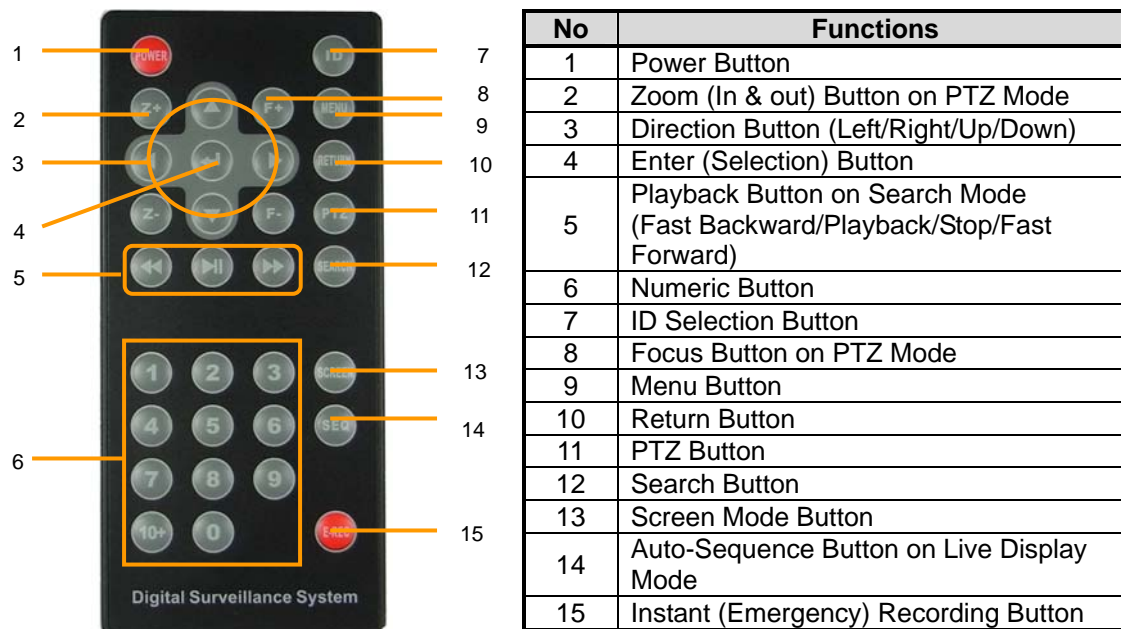 1
2
3
4
5
6
POWER
ID
Z+
F+
MENU
RETURN
Z-
F-
PTZ
SEARCH
1
2
3
SCREEN
4
5
6
SEQ
7
8
9
10+
0
E-REC
Digital Surveillance System
7
8
9
10
11
12
13
14
15
No Functions
1 Power Button
2 Zoom (In & out) Button on PTZ Mode
3 Direction Button (Left/Right/Up/Down)
4 Enter (Selection) Button
5 Playback Button on Search Mode
(Fast Backward/Playback/Stop/Fast
Forward)
6 Numeric Button
7 ID Selection Button
8 Focus Button on PTZ Mode
9 Menu Button
10 Return Button
11 PTZ Button
12 Search Button
13 Screen Mode Button
14 Auto-Sequence Button on Live Display
Mode
15 Instant (Emergency) Recording Button